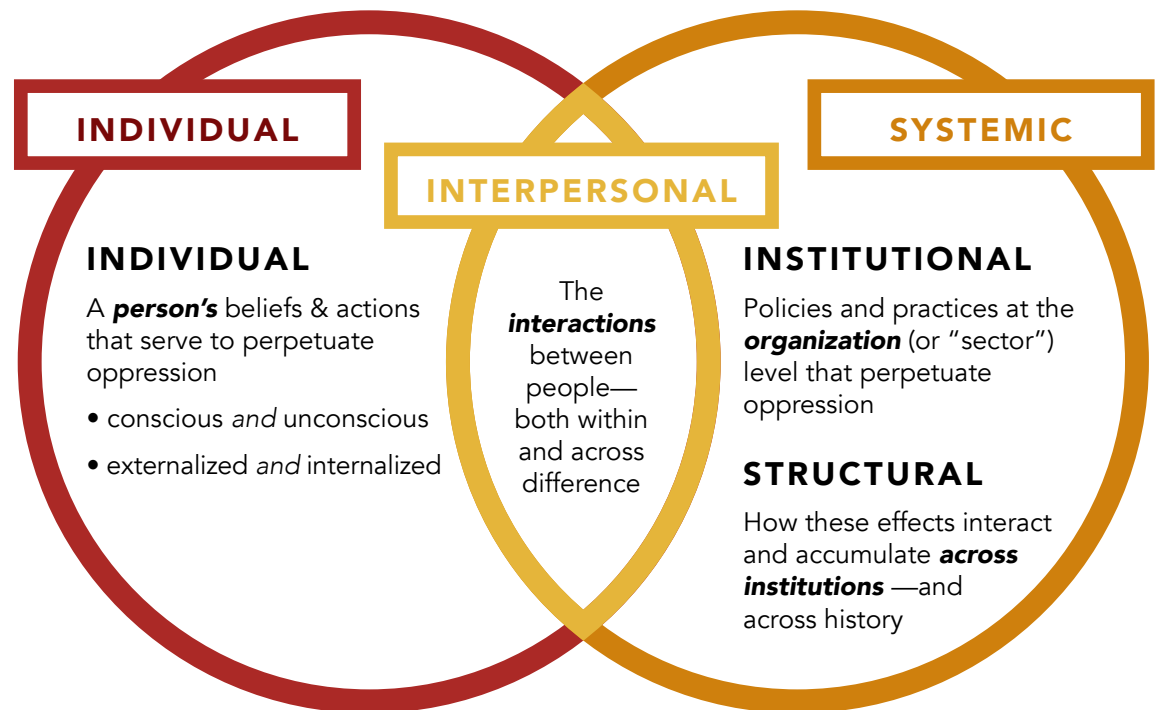 INDIVIDUAL
INTERPERSONAL
SYSTEMIC
INDIVIDUAL
A person's beliefs & actions
that serve to perpetuate
oppression
• conscious and unconscious
• externalized and internalized
The
interactions
between
people—
both within
and across
difference
INSTITUTIONAL
Policies and practices at the
organization (or “sector”)
level that perpetuate
oppression
STRUCTURAL
How these effects interact
and accumulate across
institutions —and
across history